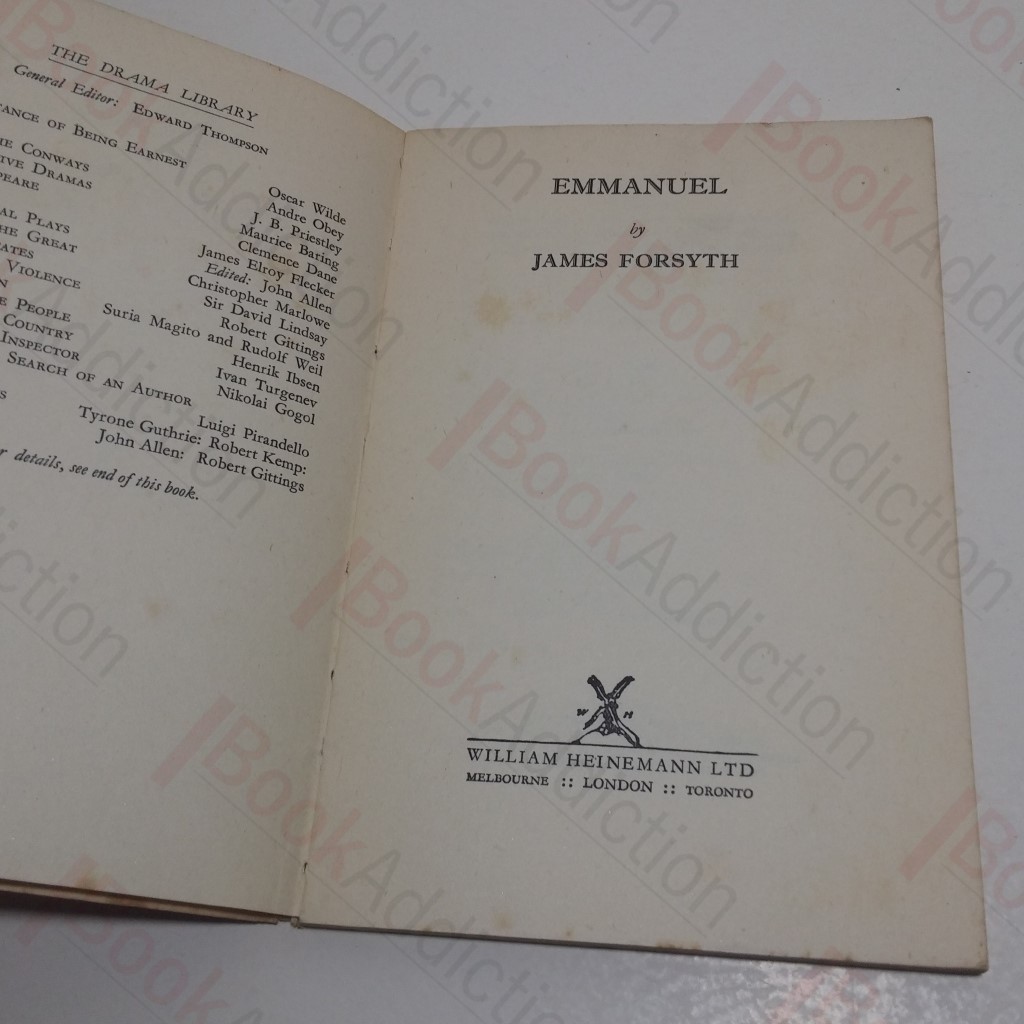 THE DRAMA LIBRARY
General Editor: EDWARD THOMPSON
TANCE OF BEING EARNEST Oscar Wilde
Andre Obey
HE CONWAYS J. B. Priestley
TIVE DRAMAS Maurice Baring
PEARE Clemence Dane
James Elroy Flecker
AL PLAYS Edited: John Allen
THE GREAT Christopher Marlowe
ATES Sir David Lindsay
VIOLENCE Robert Gittings
N Suria Magito and Rudolf Weil
E PEOPLE Henrik Ibsen
COUNTRY Ivan Turgenev
INSPECTOR Nikolai Gogol
SEARCH OF AN AUTHOR
Luigi Pirandello
S Tyrone Guthrie: Robert Kemp:
John Allen: Robert Gittings
r details, see end of this book.
EMMANUEL
by
JAMES FORSYTH
W H
WILLIAM HEINEMANN LTD
MELBOURNE :: LONDON :: TORONTO
BookAddiction